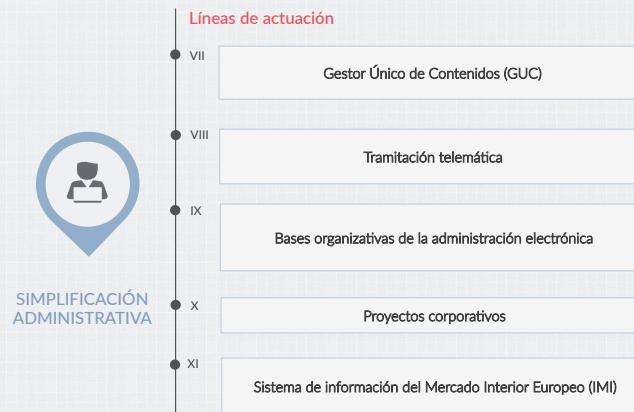 Líneas de actuación
VII
Gestor Único de Contenidos (GUC)
VIII
Tramitación telemática
IX
Bases organizativas de la administración electrónica
SIMPLIFICACIÓN
ADMINISTRATIVA
X
Proyectos corporativos
XI
Sistema de información del Mercado Interior Europeo (IMI)